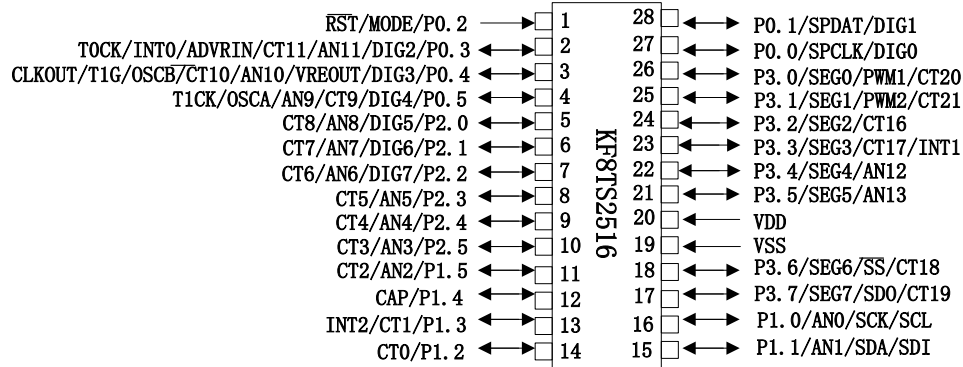 RST/MODE/P0.2 1 28 P0.1/SPDAT/DIG1
T0CK/INT0/ADVRIN/CT11/AN11/DIG2/P0.3 2 27 P0.0/SPCLK/DIG0
CLKOUT/T1G/OSCB/CT10/AN10/VREOUT/DIG3/P0.4 3 26 P3.0/SEG0/PWM1/CT20
T1CK/OSCA/AN9/CT9/DIG4/P0.5 4 25 P3.1/SEG1/PWM2/CT21
CT8/AN8/DIG5/P2.0 5 24 P3.2/SEG2/CT16
CT7/AN7/DIG6/P2.1 6 23 P3.3/SEG3/CT17/INT1
CT6/AN6/DIG7/P2.2 7 22 P3.4/SEG4/AN12
CT5/AN5/P2.3 8 21 P3.5/SEG5/AN13
CT4/AN4/P2.4 9 20 VDD
CT3/AN3/P2.5 10 19 VSS
CT2/AN2/P1.5 11 18 P3.6/SEG6/SS/CT18
CAP/P1.4 12 17 P3.7/SEG7/SDO/CT19
INT2/CT1/P1.3 13 16 P1.0/AN0/SCK/SCL
CT0/P1.2 14 15 P1.1/AN1/SDA/SDI
KF8TS2516